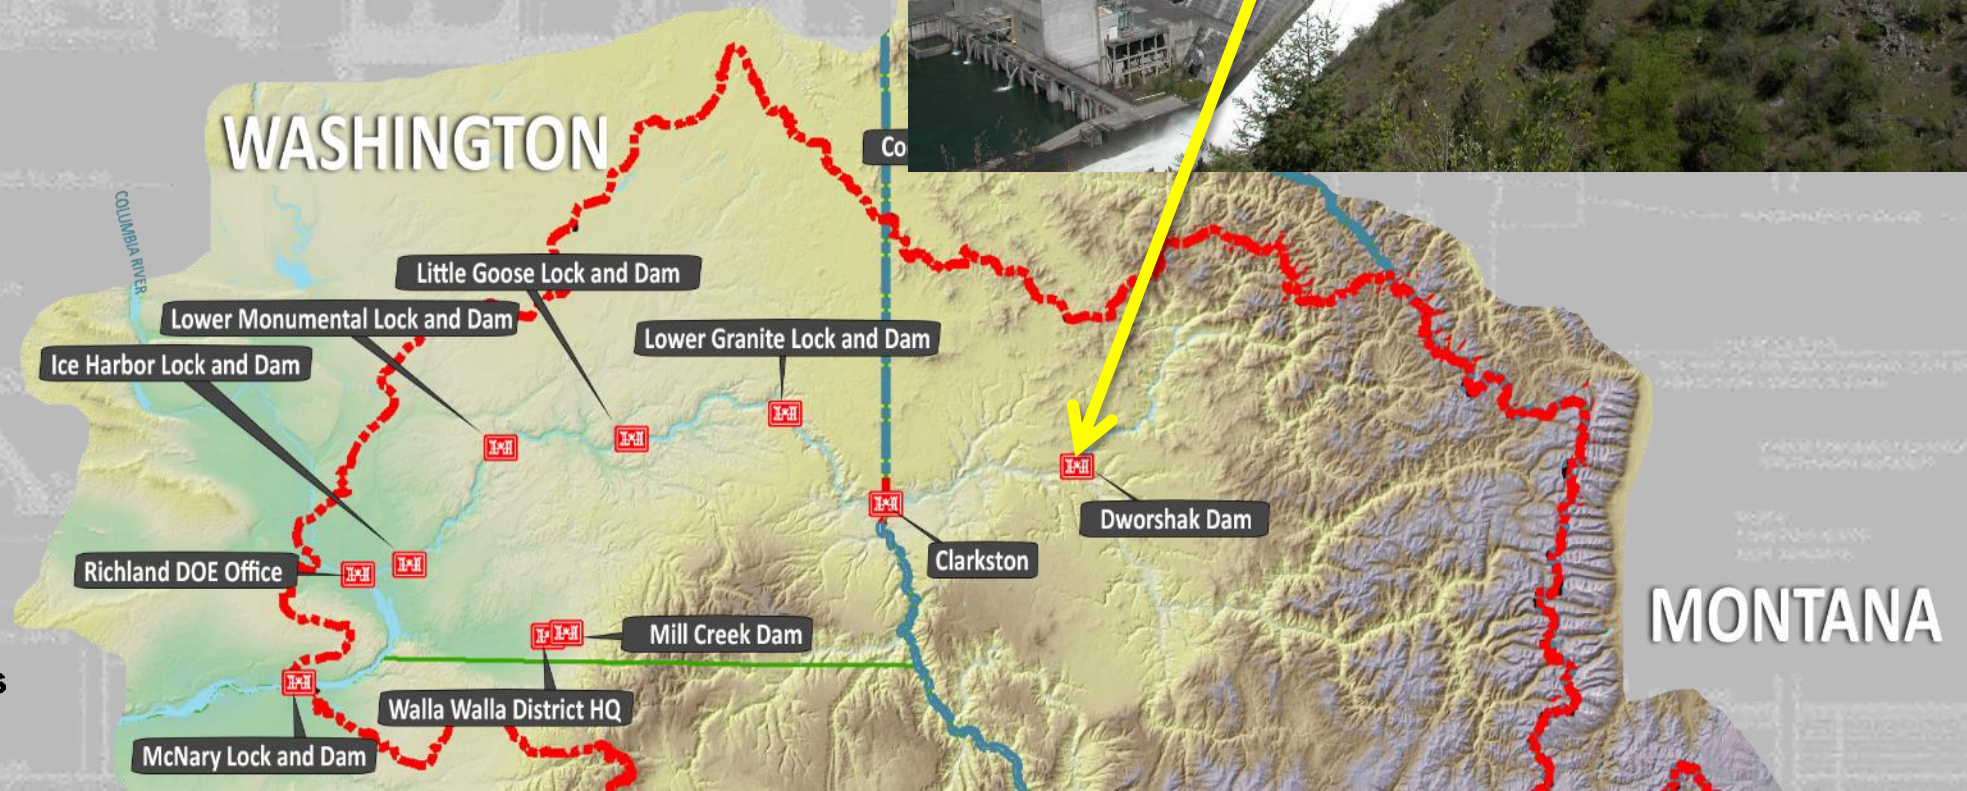 WASHINGTON
Co
COLUMBIA RIVER
Little Goose Lock and Dam
Lower Monumental Lock and Dam
Lower Granite Lock and Dam
Ice Harbor Lock and Dam
Dworshak Dam
Clarkston
Richland DOE Office
MONTANA
Mill Creek Dam
s
Walla Walla District HQ
McNary Lock and Dam